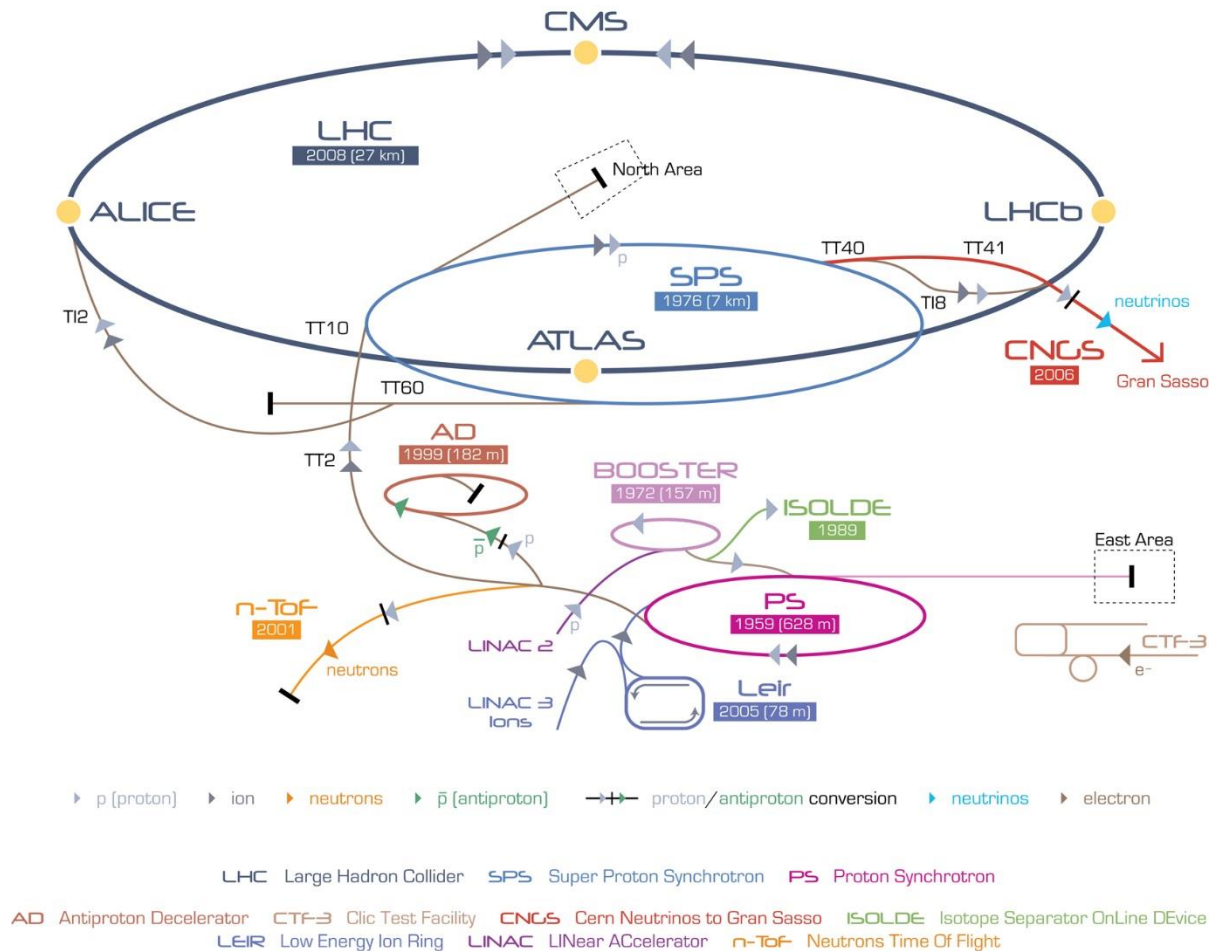 CMS
LHC
2008 (27 km)
North Area
ALICE
LHCb
TT40
TT41
p
SPS
1976 (7 km)
TI8
neutrinos
TI2
TT10
ATLAS
CNGS
2006
Gran Sasso
TT60
AD
1999 (182 m)
TT2
BOOSTER
1972 (157 m)
ISOLDE
1989
p̄
p
East Area
n-ToF
2001
neutrons
LINAC 2
p
PS
1959 (628 m)
CTF-3
e⁻
LINAC 3
Ions
Leir
2005 (78 m)
p (proton) ion neutrons p̄ (antiproton) proton/antiproton conversion neutrinos electron
LHC Large Hadron Collider SPS Super Proton Synchrotron PS Proton Synchrotron
AD Antiproton Decelerator CTF-3 Clic Test Facility CNGS Cern Neutrinos to Gran Sasso ISOLDE Isotope Separator OnLine DEvice
LEIR Low Energy Ion Ring LINAC LINear ACcelerator n-ToF Neutrons Time Of Flight